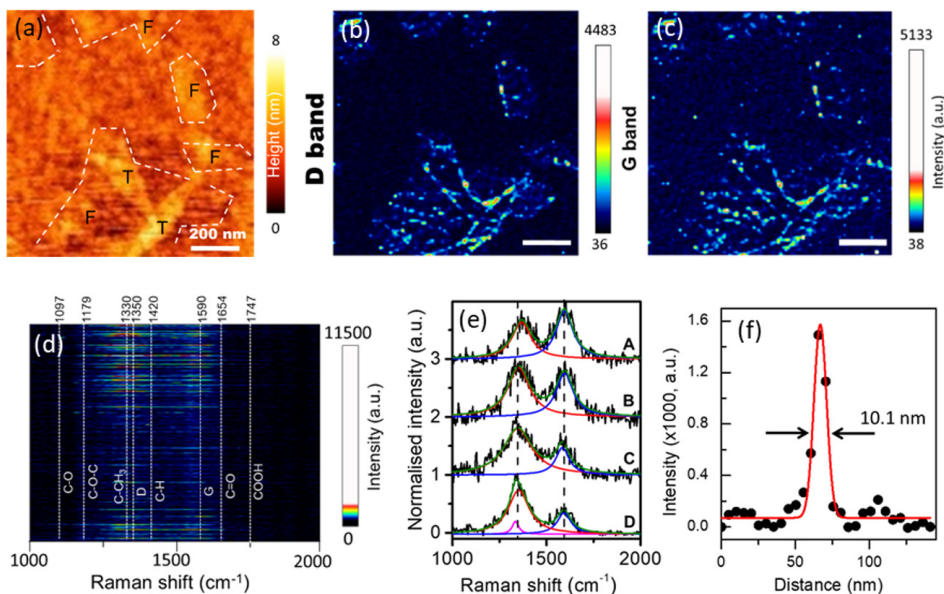 (a)
F
F
F
T
F
T
200 nm
8
Height (nm)
0
(b)
D band
4483
36
(c)
G band
5133
Intensity (a.u.)
38
(d)
1097
1179
1330
1350
1420
1590
1654
1747
C-O
C-O-C
C-CH3
D
C-H
G
C=O
COOH
11500
Intensity (a.u.)
0
1000
1500
2000
Raman shift (cm-1)
(e)
Normalised intensity (a.u.)
3
2
1
0
A
B
C
D
1000
1500
2000
Raman shift (cm-1)
(f)
Intensity (x1000, a.u.)
1.6
1.2
0.8
0.4
0.0
10.1 nm
0
50
100
Distance (nm)